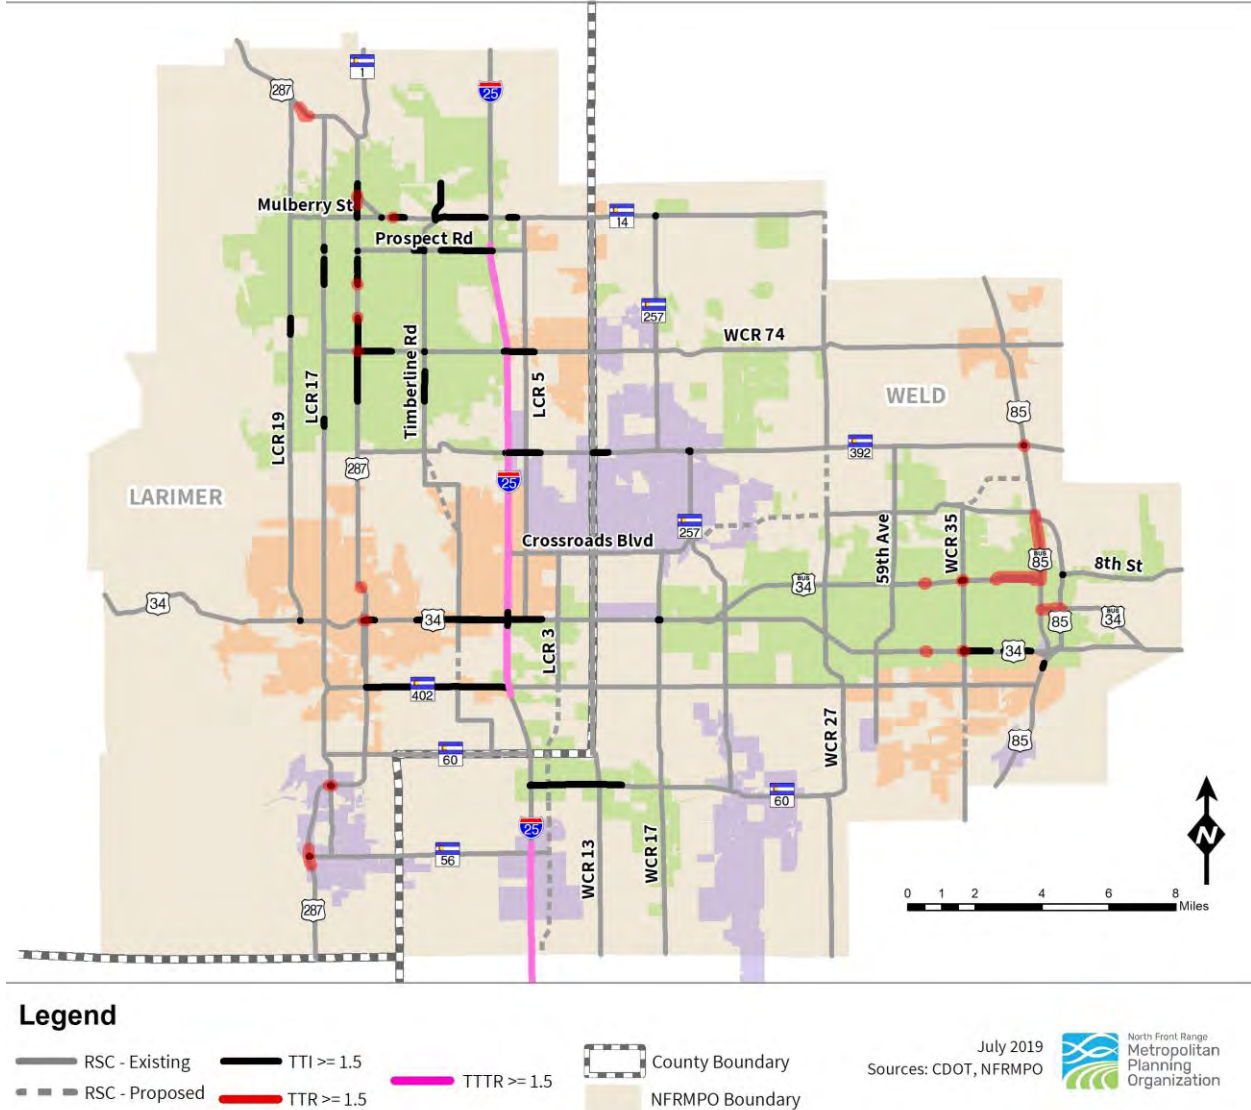 1
287
25
Mulberry St
14
Prospect Rd
257
Timberline Rd
WCR 74
LCR 17
LCR 5
LCR 19
WELD
85
392
287
25
LARIMER
257
59th Ave
WCR 35
Crossroads Blvd
BUS
85
8th St
BUS
34
34
34
85
BUS
34
LCR 3
34
402
WCR 27
85
60
60
25
WCR 13
WCR 17
56
287
N
0 1 2 4 6 8
Miles
Legend
RSC - Existing
RSC - Proposed
TTI >= 1.5
TTR >= 1.5
TTTR >= 1.5
County Boundary
NFRMPO Boundary
July 2019
Sources: CDOT, NFRMPO
North Front Range
Metropolitan
Planning
Organization